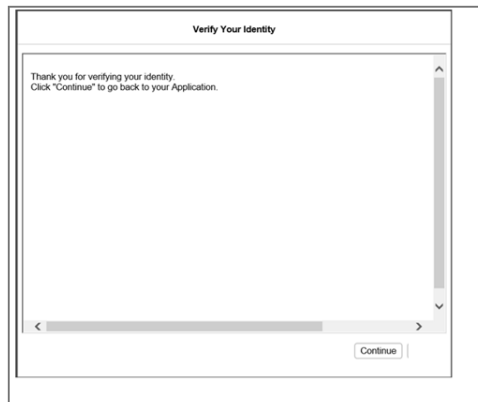 Verify Your Identity
Thank you for verifying your identity.
Click "Continue" to go back to your Application.
Continue